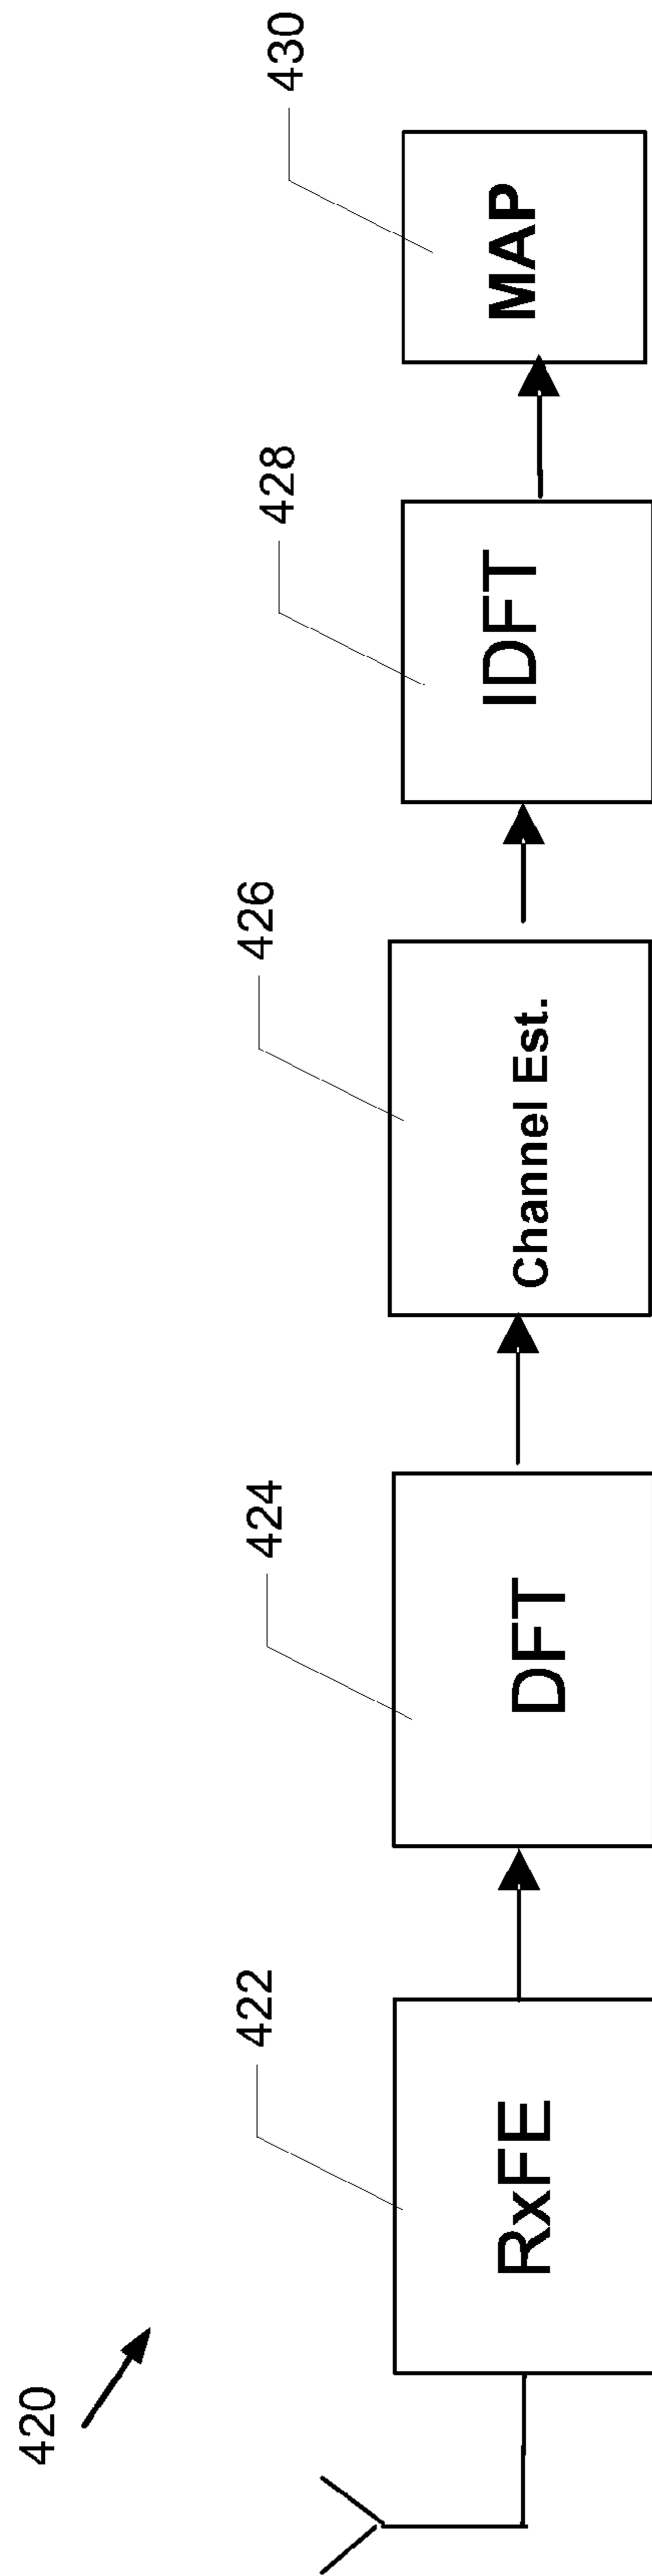 420
422
424
426
428
430
RxFE
DFT
Channel Est.
IDFT
MAP